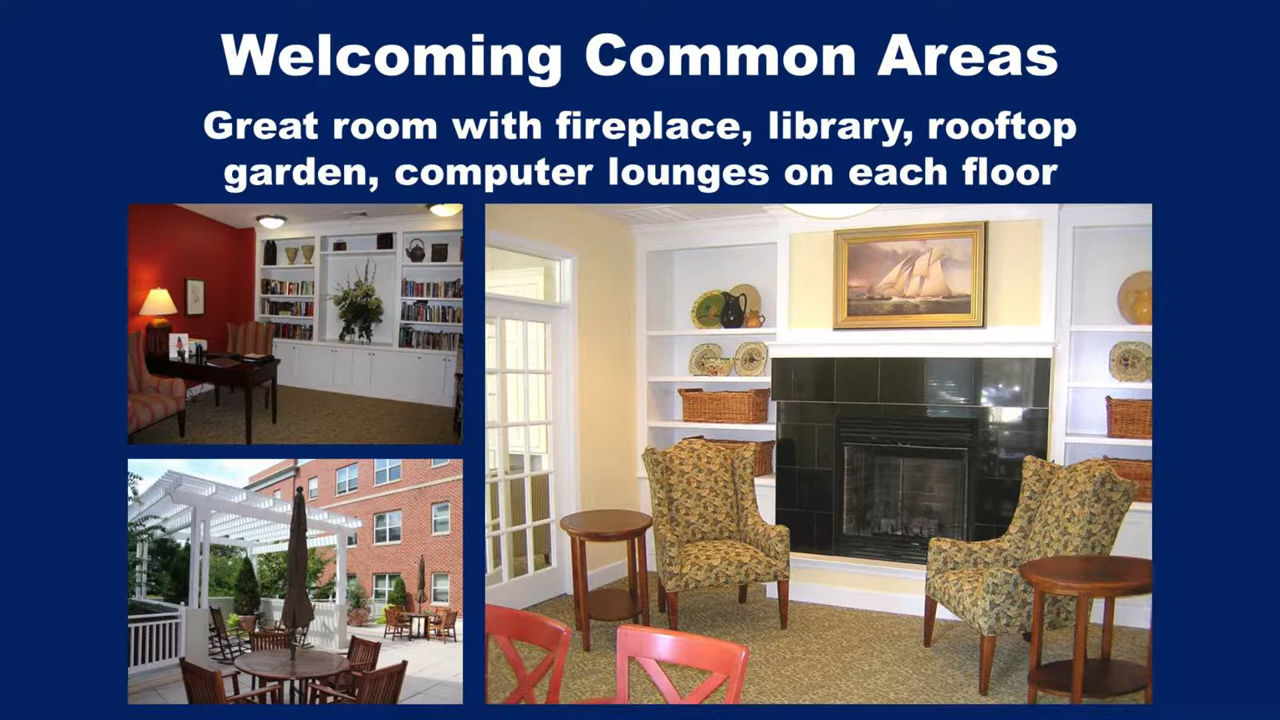 Welcoming Common Areas
Great room with fireplace, library, rooftop
garden, computer lounges on each floor